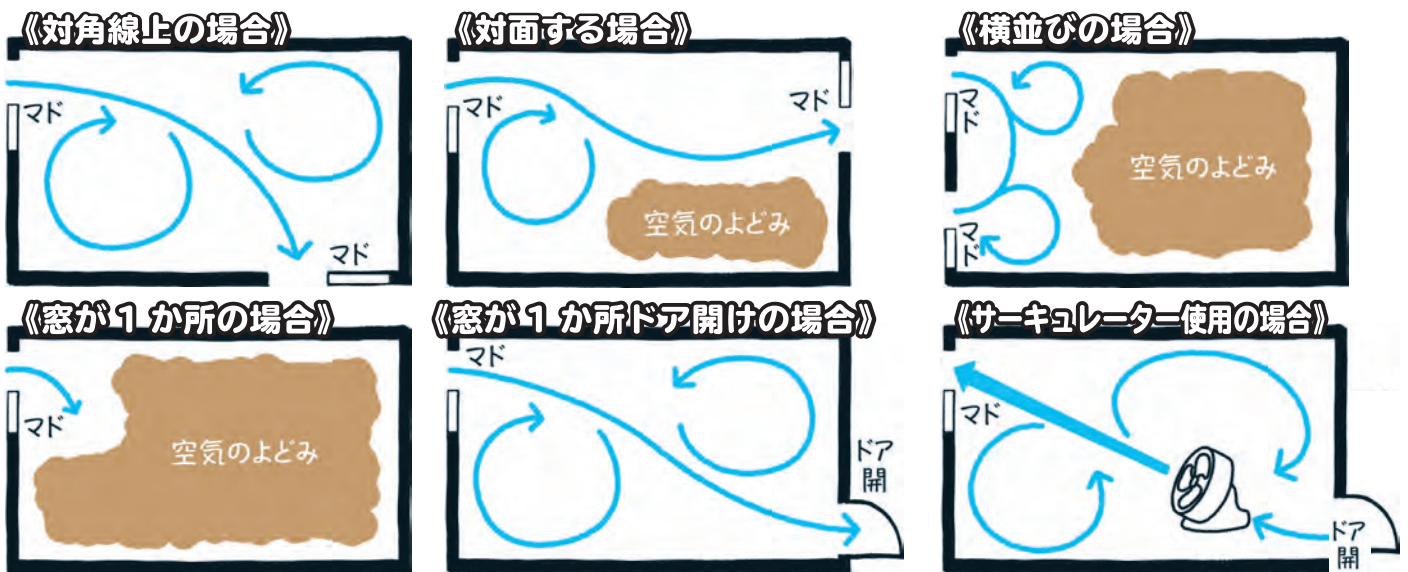 《対角線上の場合》
マド
マド
《対面する場合》
マド
マド
空気のよどみ
《横並びの場合》
マド
マド
空気のよどみ
《窓が1か所の場合》
マド
空気のよどみ
《窓が1か所ドア開けの場合》
マド
ドア
開
《サーキュレーター使用の場合》
マド
ドア
開